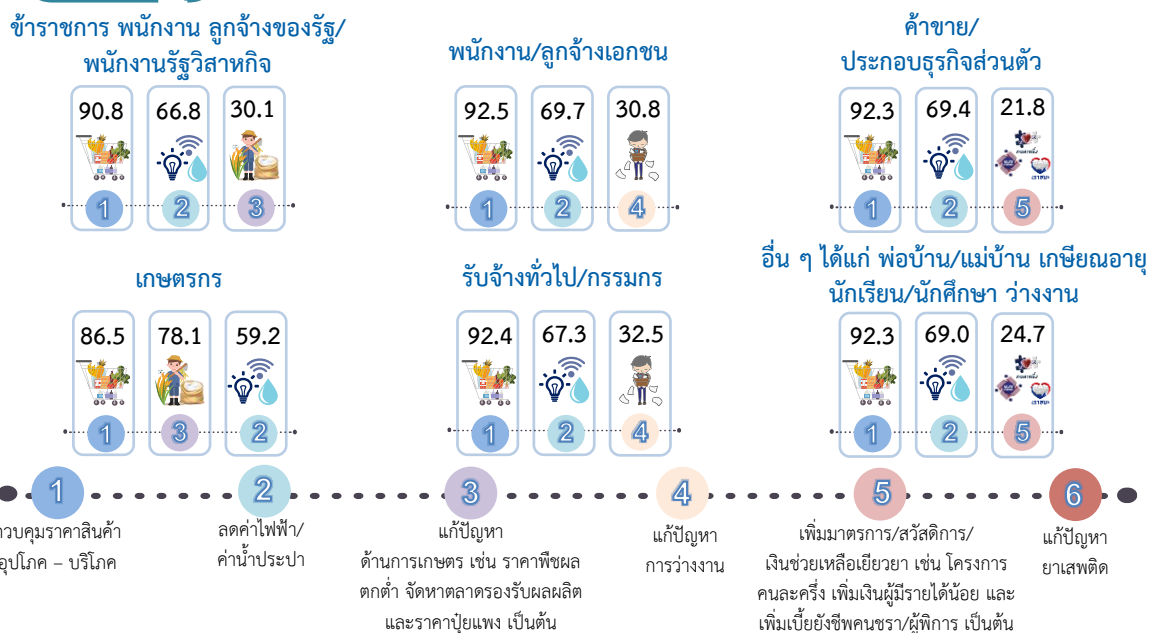 ข้าราชการ พนักงาน ลูกจ้างของรัฐ/
พนักงานรัฐวิสาหกิจ
90.8 66.8 30.1
1 2 3
พนักงาน/ลูกจ้างเอกชน
92.5 69.7 30.8
1 2 4
ค้าขาย/
ประกอบธุรกิจส่วนตัว
92.3 69.4 21.8
1 2 5
เกษตรกร
86.5 78.1 59.2
1 3 2
รับจ้างทั่วไป/กรรมกร
92.4 67.3 32.5
1 2 4
อื่น ๆ ได้แก่ พ่อบ้าน/แม่บ้าน เกษียณอายุ
นักเรียน/นักศึกษา ว่างงาน
92.3 69.0 24.7
1 2 5
1
ควบคุมราคาสินค้า
อุปโภค – บริโภค
2
ลดค่าไฟฟ้า/
ค่าน้ำประปา
3
แก้ปัญหา
ด้านการเกษตร เช่น ราคาพืชผล
ตกต่ำ จัดหาตลาดรองรับผลผลิต
และราคาปุ๋ยแพง เป็นต้น
4
แก้ปัญหา
การว่างงาน
5
เพิ่มมาตรการ/สวัสดิการ/
เงินช่วยเหลือเยียวยา เช่น โครงการ
คนละครึ่ง เพิ่มเงินผู้มีรายได้น้อย และ
เพิ่มเบี้ยยังชีพคนชรา/ผู้พิการ เป็นต้น
6
แก้ปัญหา
ยาเสพติด